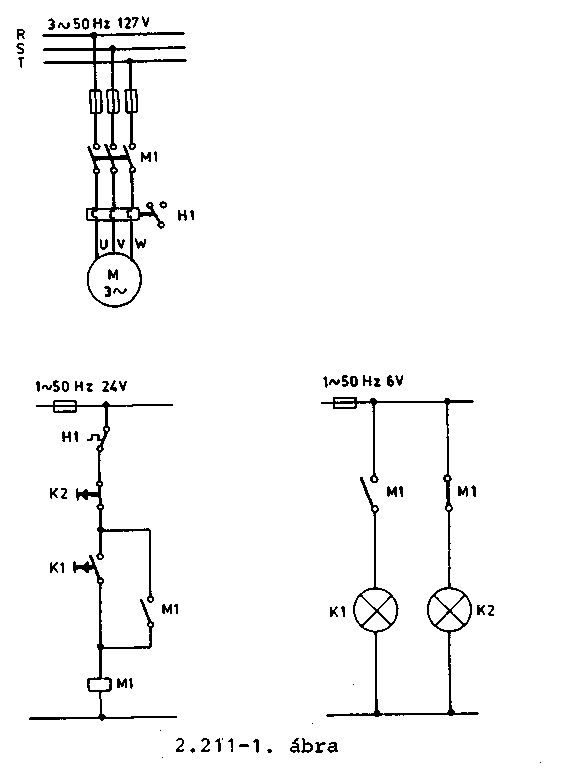 3~50 Hz 127 V
R
S
T
M1
H1
U V W
M
3~
1~50 Hz 24V
H1
K2
K1
M1
M1
1~50 Hz 6V
M1
M1
K1
K2
2.211-1. ábra